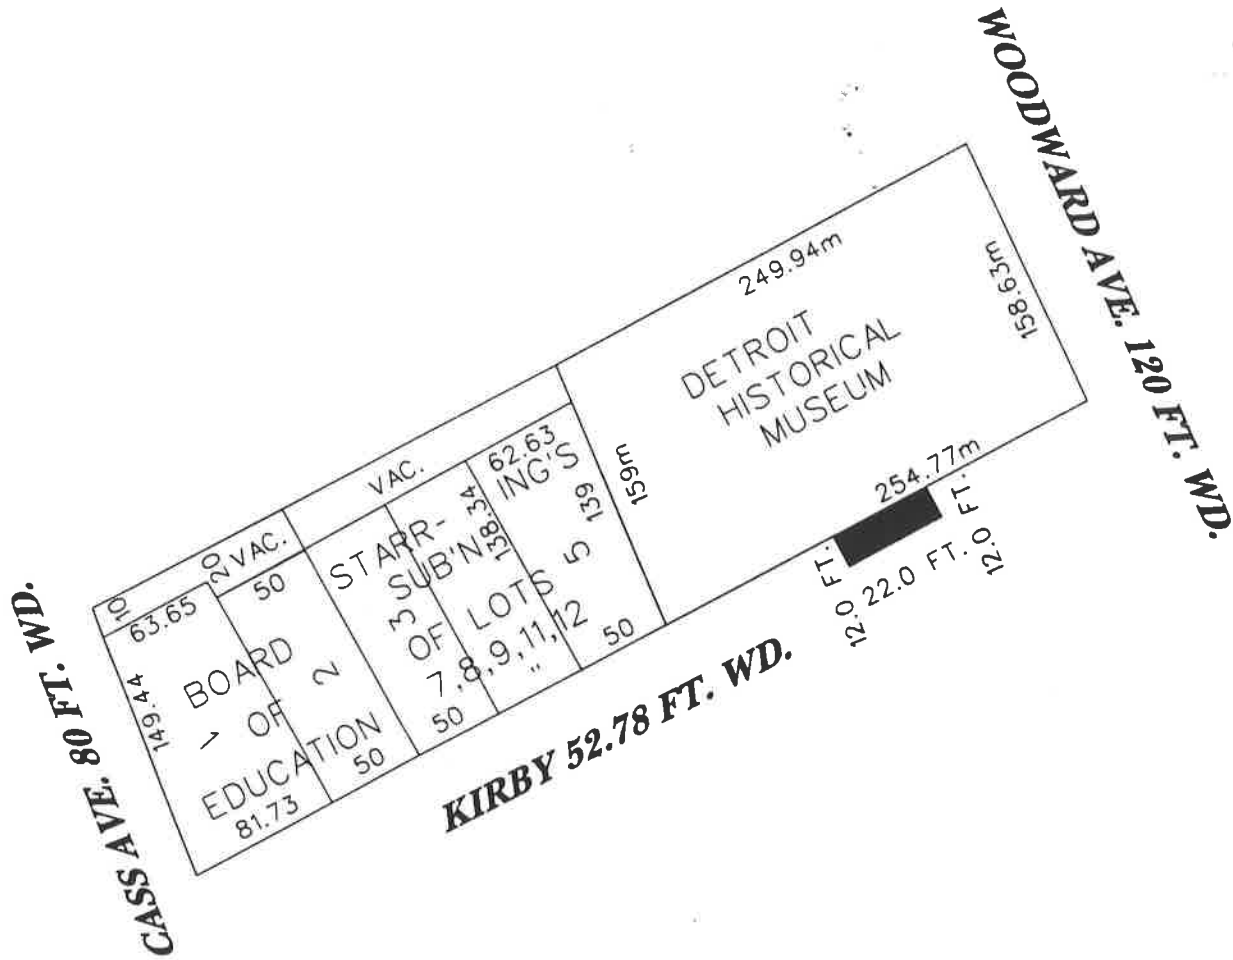 WOODWARD AVE. 120 FT. WD.
249.94m
158.63m
DETROIT
HISTORICAL
MUSEUM
254.77m
159m
12.0 FT.
22.0 FT.
12.0 FT.
VAC.
62.63
ING'S
139
5
50
138.34
STARR-
SUB'N
3
OF LOTS
7,8,9,11,12
"
50
20
VAC.
50
2
50
10
63.65
149.44
BOARD
1
OF
EDUCATION
81.73
CASS AVE. 80 FT. WD.
KIRBY 52.78 FT. WD.